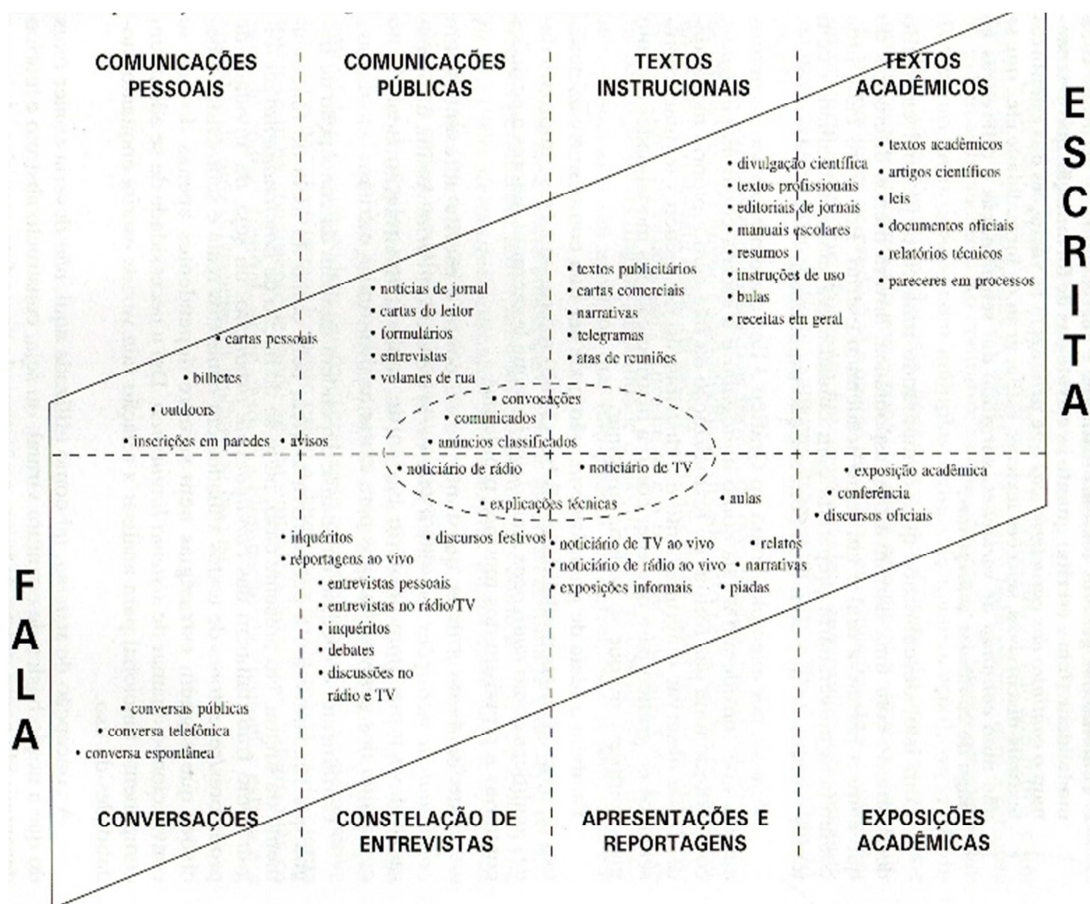 COMUNICAÇÕES
PESSOAIS
COMUNICAÇÕES
PÚBLICAS
TEXTOS
INSTRUCIONAIS
TEXTOS
ACADÊMICOS
ESCRITA
• cartas pessoais
• bilhetes
• outdoors
• inscrições em paredes
• avisos
• notícias de jornal
• cartas do leitor
• formulários
• entrevistas
• volantes de rua
• textos publicitários
• cartas comerciais
• narrativas
• telegramas
• atas de reuniões
• divulgação científica
• textos profissionais
• editoriais de jornais
• manuais escolares
• resumos
• instruções de uso
• bulas
• receitas em geral
• textos acadêmicos
• artigos científicos
• leis
• documentos oficiais
• relatórios técnicos
• pareceres em processos
• convocações
• comunicados
• anúncios classificados
• noticiário de rádio
• noticiário de TV
• explicações técnicas
FALA
• conversas públicas
• conversa telefônica
• conversa espontânea
• inquéritos
• reportagens ao vivo
• entrevistas pessoais
• entrevistas no rádio/TV
• inquéritos
• debates
• discussões no
rádio e TV
• discursos festivos
• noticiário de TV ao vivo
• noticiário de rádio ao vivo
• exposições informais
• aulas
• relatos
• narrativas
• piadas
• exposição acadêmica
• conferência
• discursos oficiais
CONVERSAÇÕES
CONSTELAÇÃO DE
ENTREVISTAS
APRESENTAÇÕES E
REPORTAGENS
EXPOSIÇÕES
ACADÊMICAS